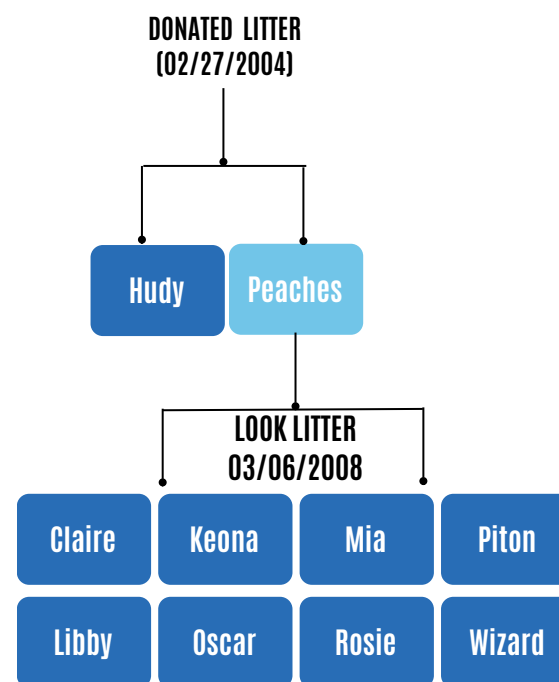 DONATED LITTER
(02/27/2004)
Hudy Peaches
LOOK LITTER
03/06/2008
Claire Keona Mia Piton
Libby Oscar Rosie Wizard